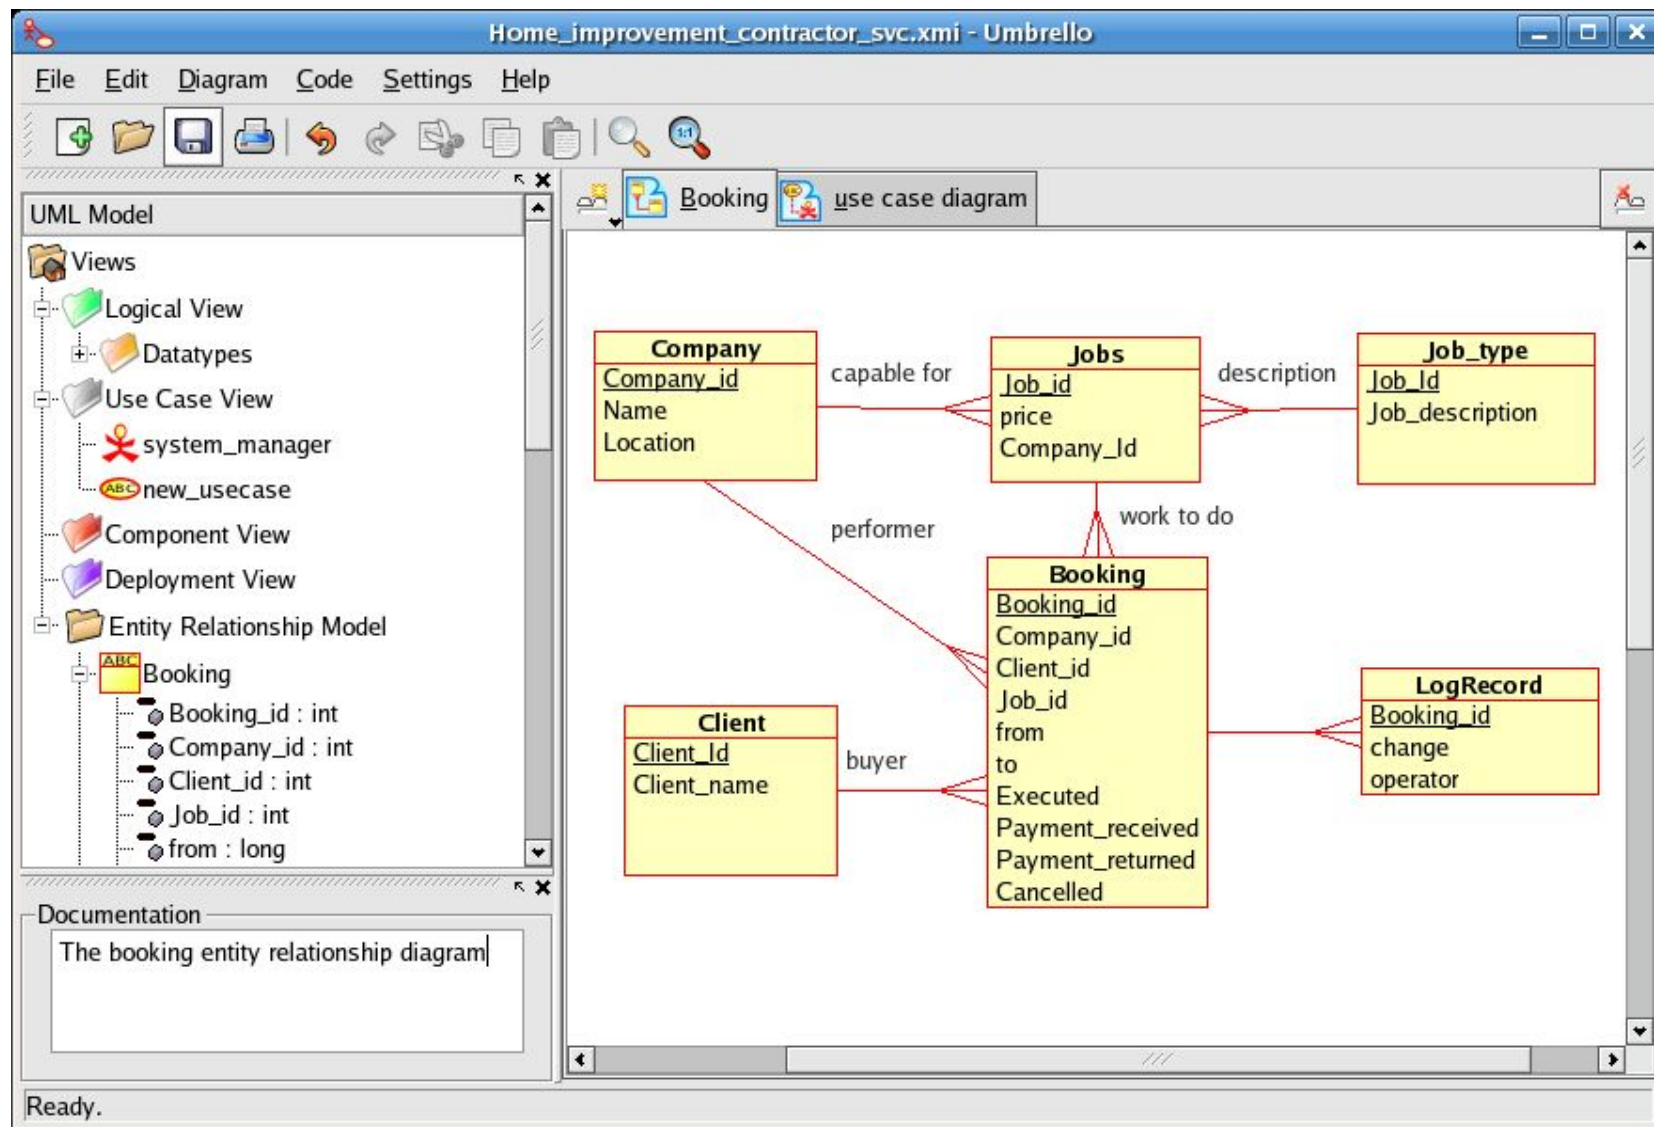 Home_improvement_contractor_svc.xmi - Umbrello
File Edit Diagram Code Settings Help
1:1
UML Model
Views
Logical View
Datatypes
Use Case View
system_manager
ABC new_usecase
Component View
Deployment View
Entity Relationship Model
ABC
Booking
Booking_id : int
Company_id : int
Client_id : int
Job_id : int
from : long
Documentation
The booking entity relationship diagram
Booking use case diagram
Company
Company_id
Name
Location
capable for
Jobs
Job_id
price
Company_Id
description
Job_type
Job_Id
Job_description
performer
work to do
Booking
Booking_id
Company_id
Client_id
Job_id
from
to
Executed
Payment_received
Payment_returned
Cancelled
Client
Client_Id
Client_name
buyer
LogRecord
Booking_id
change
operator
Ready.